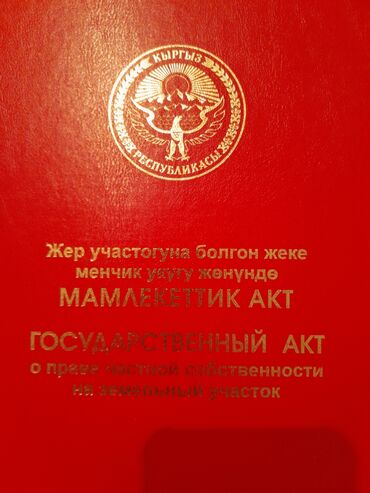 КЫРГЫЗ
РЕСПУБЛИКАСЫ
Жер участогуна болгон жеке
менчик укугу жөнүндө
МАМЛЕКЕТТИК АКТ
ГОСУДАРСТВЕННЫЙ АКТ
о праве частной собственности
на земельный участок